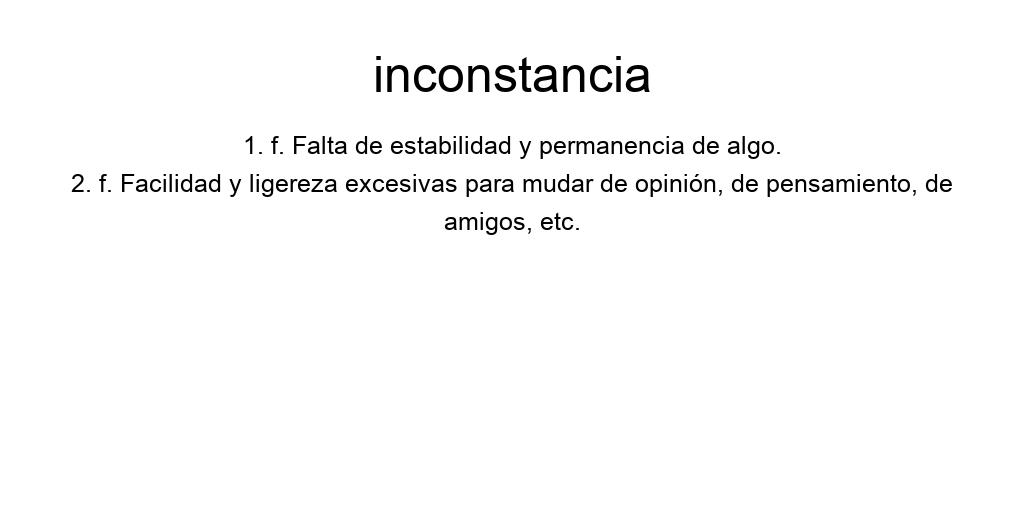 inconstancia
1. f. Falta de estabilidad y permanencia de algo.
2. f. Facilidad y ligereza excesivas para mudar de opinión, de pensamiento, de
amigos, etc.